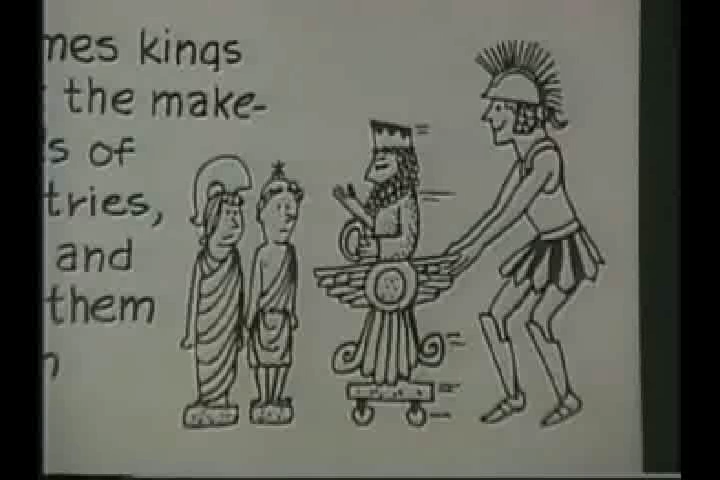 mes kings
the make-
s of
tries,
and
them